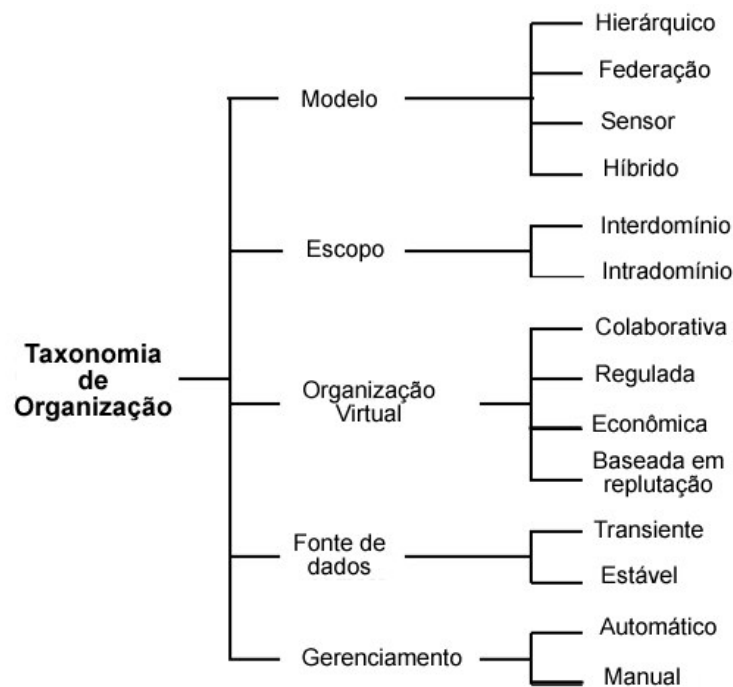 Hierárquico
Federação
Modelo
Sensor
Híbrido
Interdomínio
Escopo
Intradomínio
Colaborativa
Taxonomia
de
Organização
Regulada
Organização
Virtual
Econômica
Baseada em
replutação
Transiente
Fonte de
dados
Estável
Automático
Gerenciamento
Manual